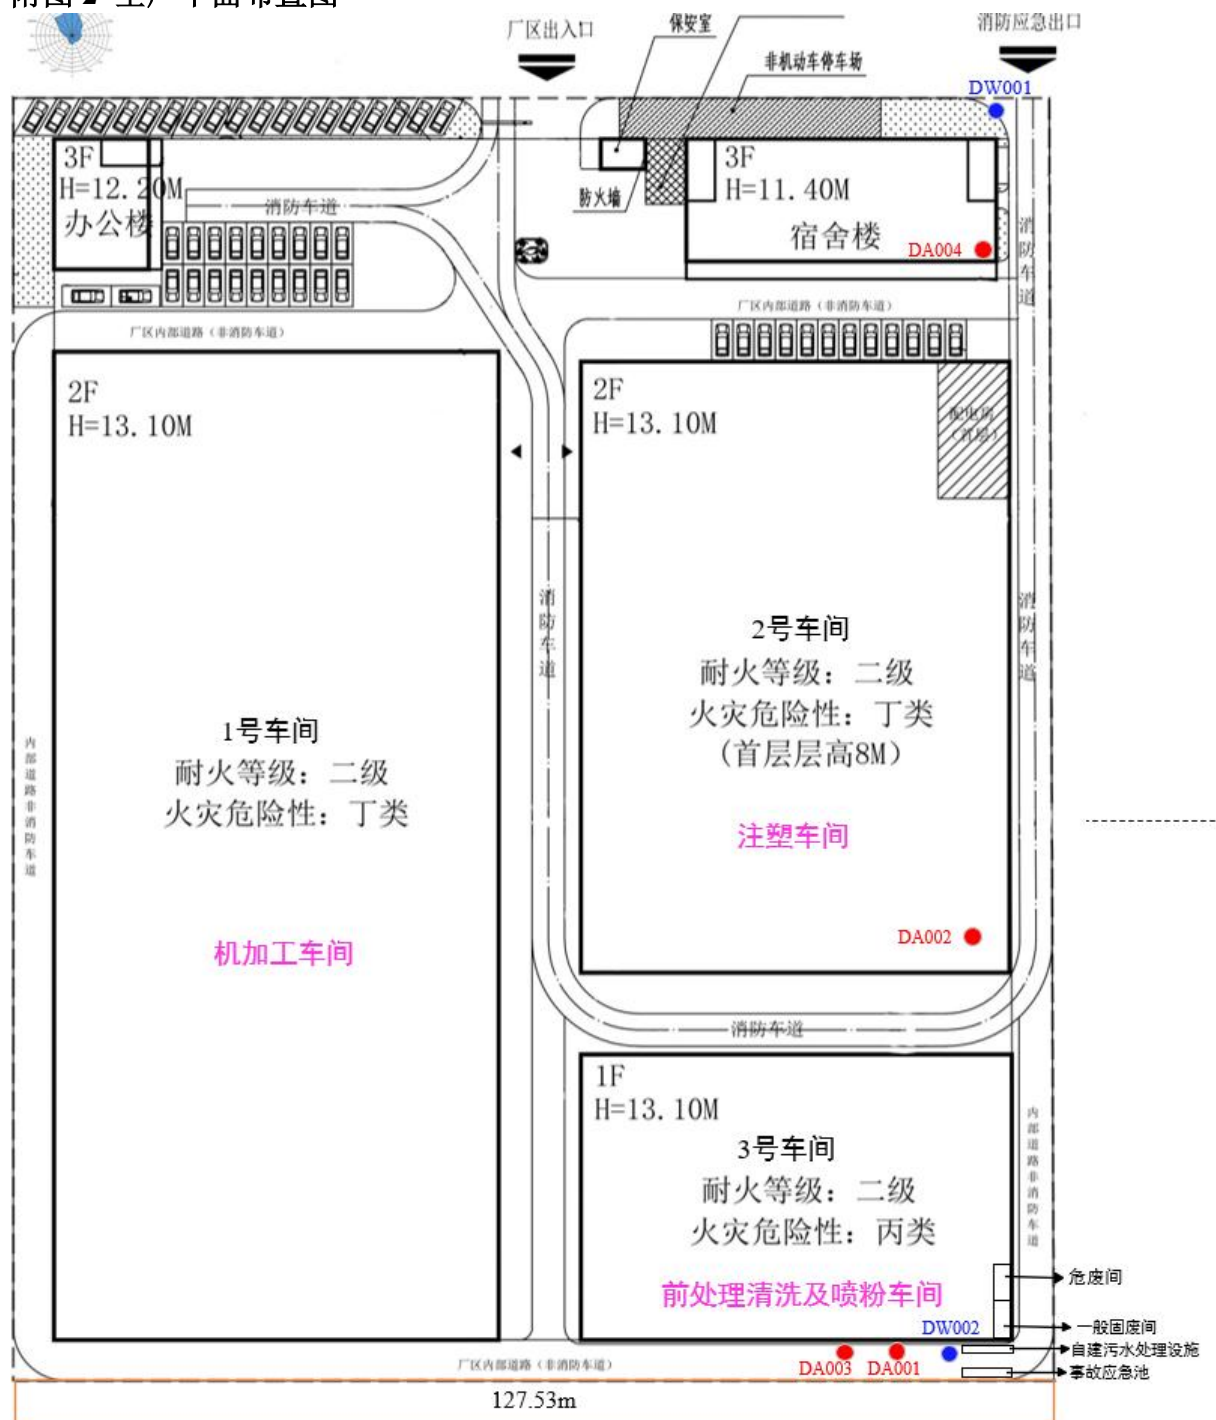 厂区出入口
保安室
消防应急出口
非机动车停车场
DW001
3F
H=12.20M
办公楼
消防车道
防火墙
3F
H=11.40M
宿舍楼
DA004
消防车道
厂区内部道路（非消防车道）
厂区内部道路（非消防车道）
2F
H=13.10M
2F
H=13.10M
配电房
（首层）
消防车道
消防车道
2号车间
耐火等级：二级
火灾危险性：丁类
（首层层高8M）
注塑车间
1号车间
耐火等级：二级
火灾危险性：丁类
内部道路非消防车道
机加工车间
DA002
消防车道
1F
H=13.10M
3号车间
耐火等级：二级
火灾危险性：丙类
内部道路非消防车道
前处理清洗及喷粉车间
危废间
DW002
一般固废间
自建污水处理设施
DA003
DA001
事故应急池
厂区内部道路（非消防车道）
127.53m